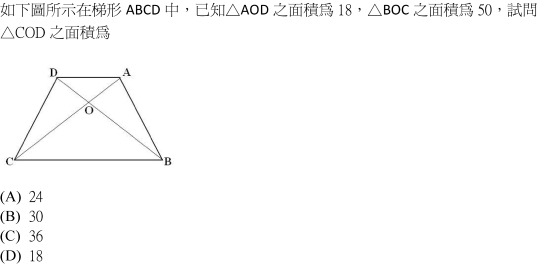 如下圖所示在梯形 ABCD 中，已知△AOD 之面積爲 18，△BOC 之面積爲 50，試問
△COD 之面積爲
D A
O
C B
(A) 24
(B) 30
(C) 36
(D) 18